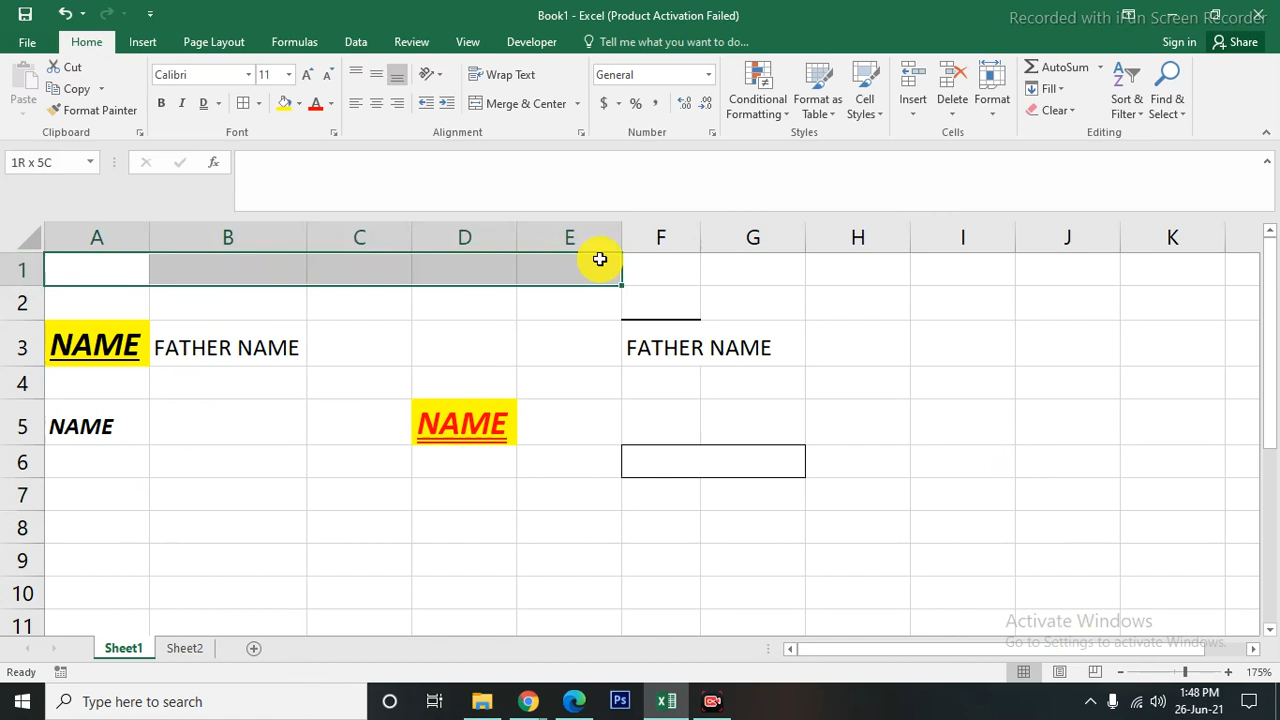 Book1 - Excel (Product Activation Failed)
Recorded with iFun Screen Recorder
File Home Insert Page Layout Formulas Data Review View Developer Tell me what you want to do... Sign in Share
Paste
Cut
Copy
Format Painter
Clipboard
Calibri 11
B I D
Font
Wrap Text
Merge & Center
Alignment
General
$ % ,
Number
Conditional Formatting
Format as Table
Cell Styles
Styles
Insert Delete Format
Cells
AutoSum
Fill
Clear
Sort & Filter
Find & Select
Editing
1R x 5C fx
A B C D E F G H I J K
1
2
3 NAME FATHER NAME FATHER NAME
4
5 NAME NAME
6
7
8
9
10
11
Activate Windows
Go to Settings to activate Windows.
Sheet1 Sheet2
Ready 175%
Type here to search
Ps
1:48 PM
26-Jun-21